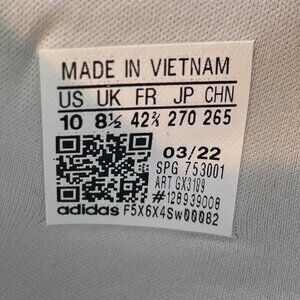 MADE IN VIETNAM
US UK FR JP CHN
10 8½ 42⅔ 270 265
03/22
SPG 753001
ART GX3189
#128939008
adidas F5X6X4Sw00082